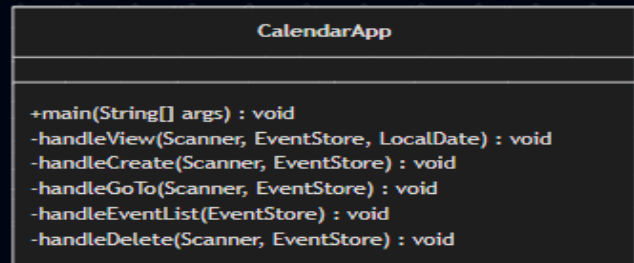 CalendarApp
+main(String[] args) : void
-handleView(Scanner, EventStore, LocalDate) : void
-handleCreate(Scanner, EventStore) : void
-handleGoTo(Scanner, EventStore) : void
-handleEventList(EventStore) : void
-handleDelete(Scanner, EventStore) : void